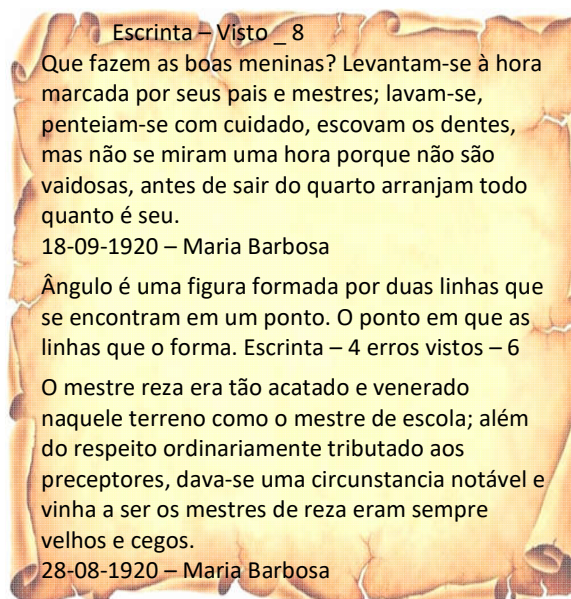 Escrinta – Visto _ 8
Que fazem as boas meninas? Levantam-se à hora
marcada por seus pais e mestres; lavam-se,
penteiam-se com cuidado, escovam os dentes,
mas não se miram uma hora porque não são
vaidosas, antes de sair do quarto arranjam todo
quanto é seu.
18-09-1920 – Maria Barbosa
Ângulo é uma figura formada por duas linhas que
se encontram em um ponto. O ponto em que as
linhas que o forma. Escrinta – 4 erros vistos – 6
O mestre reza era tão acatado e venerado
naquele terreno como o mestre de escola; além
do respeito ordinariamente tributado aos
preceptores, dava-se uma circunstancia notável e
vinha a ser os mestres de reza eram sempre
velhos e cegos.
28-08-1920 – Maria Barbosa